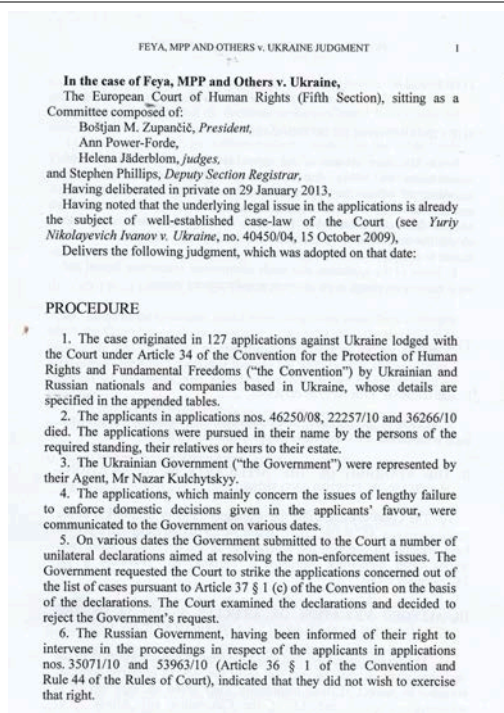 FEYA, MPP AND OTHERS v. UKRAINE JUDGMENT 1
In the case of Feya, MPP and Others v. Ukraine,
The European Court of Human Rights (Fifth Section), sitting as a
Committee composed of:
Boštjan M. Zupančič, President,
Ann Power-Forde,
Helena Jäderblom, judges,
and Stephen Phillips, Deputy Section Registrar,
Having deliberated in private on 29 January 2013,
Having noted that the underlying legal issue in the applications is already
the subject of well-established case-law of the Court (see Yuriy
Nikolayevich Ivanov v. Ukraine, no. 40450/04, 15 October 2009),
Delivers the following judgment, which was adopted on that date:
PROCEDURE
1. The case originated in 127 applications against Ukraine lodged with
the Court under Article 34 of the Convention for the Protection of Human
Rights and Fundamental Freedoms (“the Convention”) by Ukrainian and
Russian nationals and companies based in Ukraine, whose details are
specified in the appended tables.
2. The applicants in applications nos. 46250/08, 22257/10 and 36266/10
died. The applications were pursued in their name by the persons of the
required standing, their relatives or heirs to their estate.
3. The Ukrainian Government (“the Government”) were represented by
their Agent, Mr Nazar Kulchytskyy.
4. The applications, which mainly concern the issues of lengthy failure
to enforce domestic decisions given in the applicants’ favour, were
communicated to the Government on various dates.
5. On various dates the Government submitted to the Court a number of
unilateral declarations aimed at resolving the non-enforcement issues. The
Government requested the Court to strike the applications concerned out of
the list of cases pursuant to Article 37 § 1 (c) of the Convention on the basis
of the declarations. The Court examined the declarations and decided to
reject the Government’s request.
6. The Russian Government, having been informed of their right to
intervene in the proceedings in respect of the applicants in applications
nos. 35071/10 and 53963/10 (Article 36 § 1 of the Convention and
Rule 44 of the Rules of Court), indicated that they did not wish to exercise
that right.